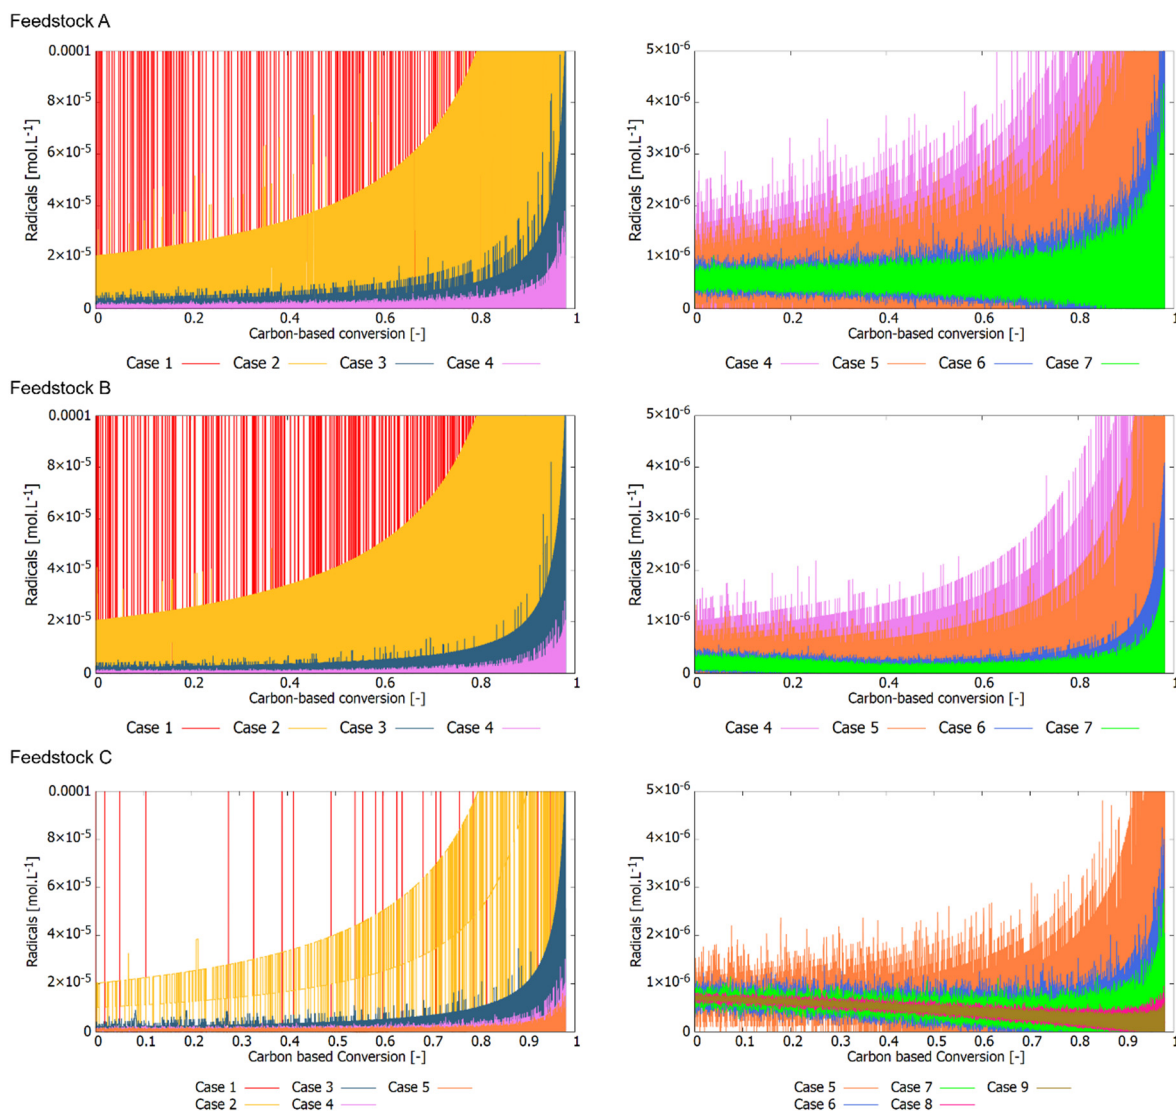 Feedstock A
0.0001
8×10⁻⁵
6×10⁻⁵
4×10⁻⁵
2×10⁻⁵
0
Radicals [mol.L⁻¹]
0 0.2 0.4 0.6 0.8 1
Carbon-based conversion [-]
Case 1 Case 2 Case 3 Case 4
5×10⁻⁶
4×10⁻⁶
3×10⁻⁶
2×10⁻⁶
1×10⁻⁶
0
Radicals [mol.L⁻¹]
0 0.2 0.4 0.6 0.8 1
Carbon-based conversion [-]
Case 4 Case 5 Case 6 Case 7
Feedstock B
0.0001
8×10⁻⁵
6×10⁻⁵
4×10⁻⁵
2×10⁻⁵
0
Radicals [mol.L⁻¹]
0 0.2 0.4 0.6 0.8 1
Carbon-based conversion [-]
Case 1 Case 2 Case 3 Case 4
5×10⁻⁶
4×10⁻⁶
3×10⁻⁶
2×10⁻⁶
1×10⁻⁶
0
Radicals [mol.L⁻¹]
0 0.2 0.4 0.6 0.8 1
Carbon-based conversion [-]
Case 4 Case 5 Case 6 Case 7
Feedstock C
0.0001
8×10⁻⁵
6×10⁻⁵
4×10⁻⁵
2×10⁻⁵
0
Radicals [mol.L⁻¹]
0 0.1 0.2 0.3 0.4 0.5 0.6 0.7 0.8 0.9 1
Carbon based Conversion [-]
Case 1 Case 3 Case 5
Case 2 Case 4
5×10⁻⁶
4×10⁻⁶
3×10⁻⁶
2×10⁻⁶
1×10⁻⁶
0
Radicals [mol.L⁻¹]
0 0.1 0.2 0.3 0.4 0.5 0.6 0.7 0.8 0.9 1
Carbon based Conversion [-]
Case 5 Case 7 Case 9
Case 6 Case 8